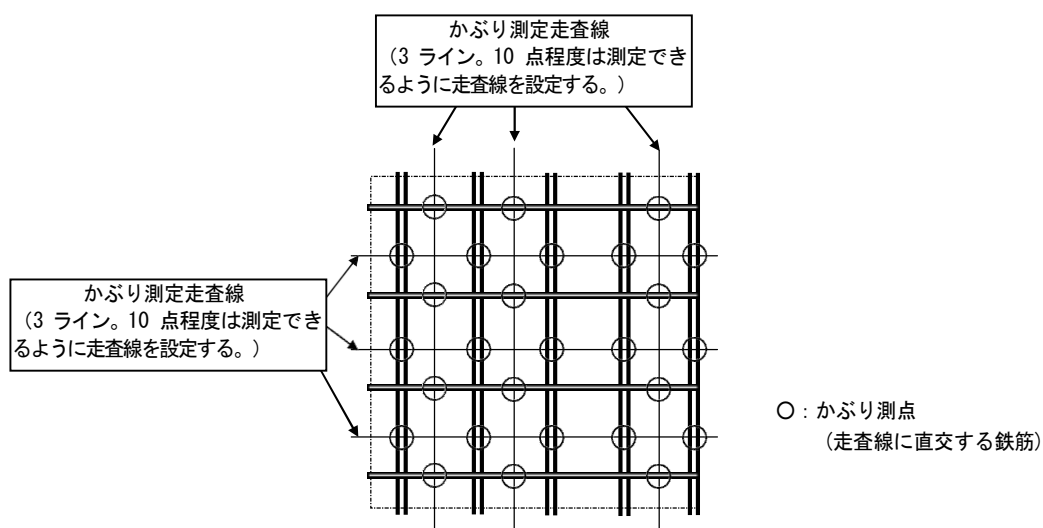 かぶり測定走査線
（3 ライン。10 点程度は測定でき
るように走査線を設定する。）
かぶり測定走査線
（3 ライン。10 点程度は測定でき
るように走査線を設定する。）
○：かぶり測点
（走査線に直交する鉄筋）